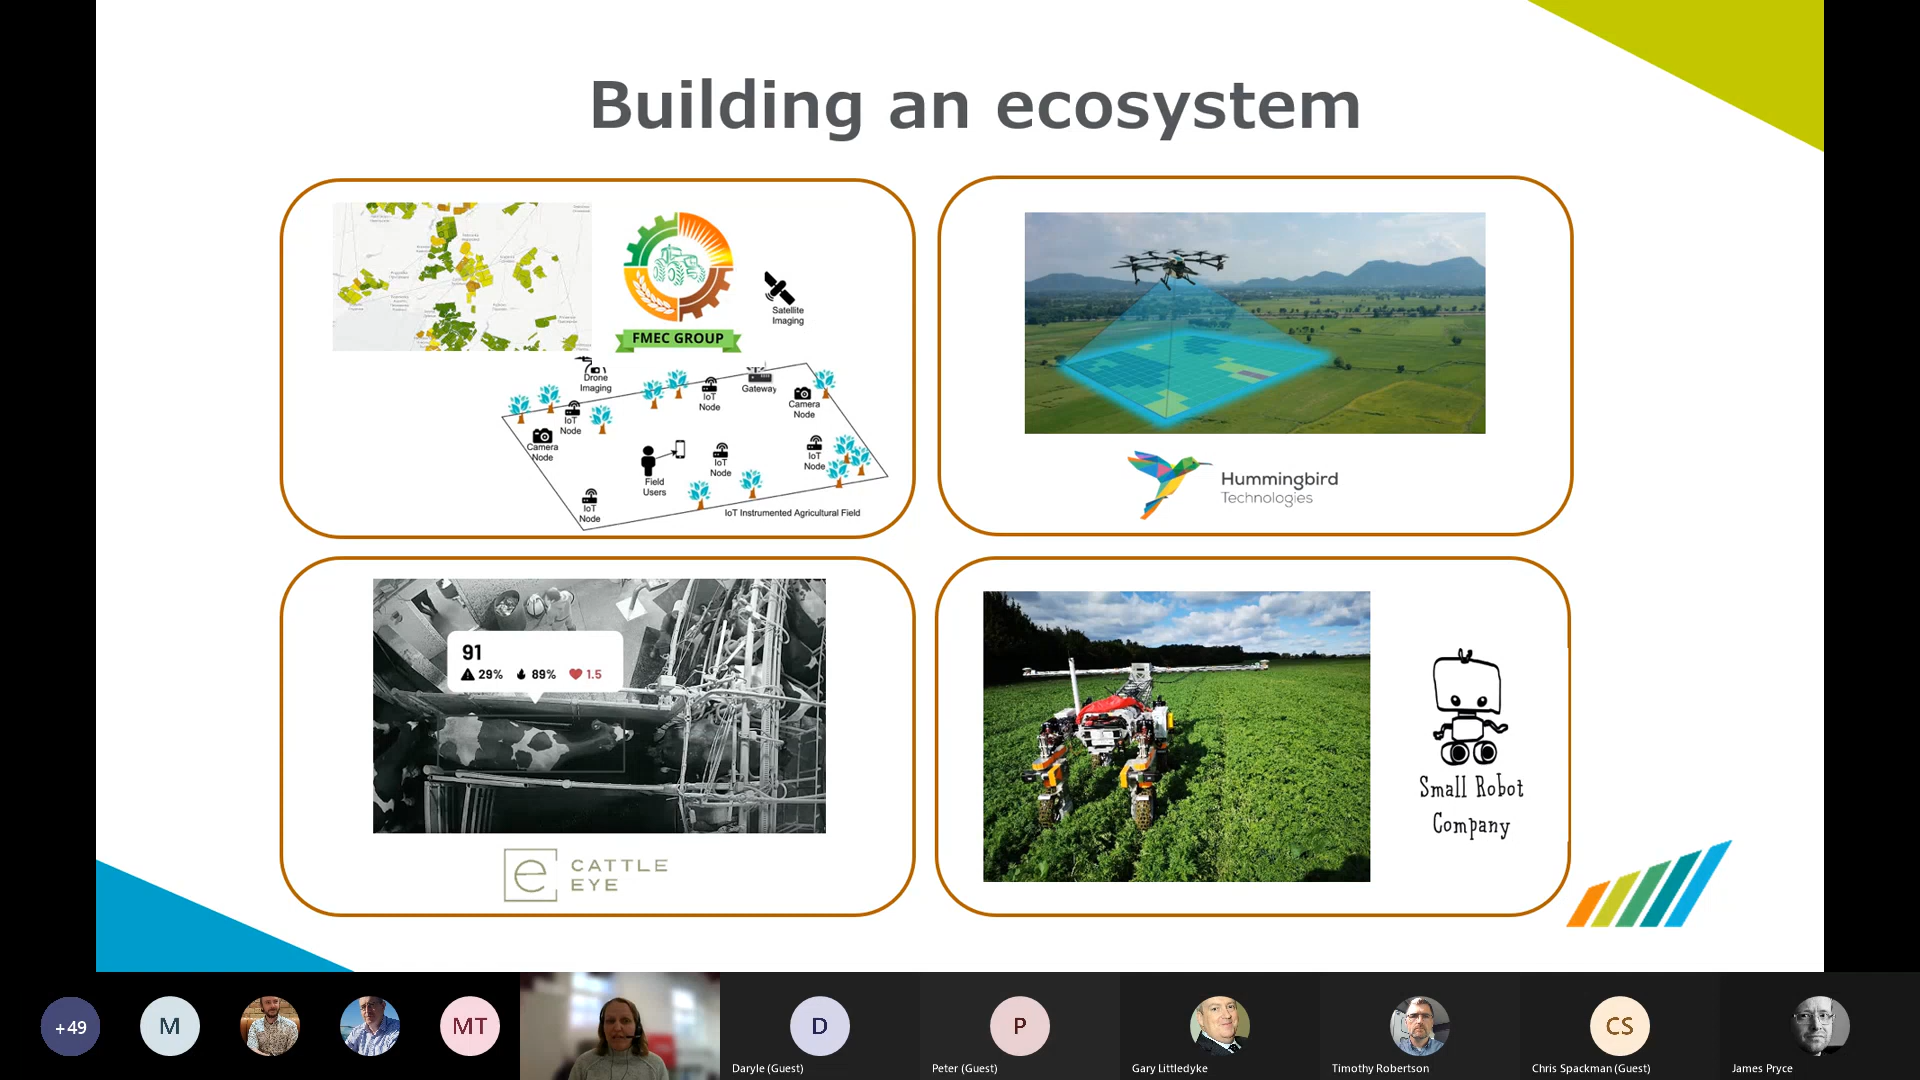 Building an ecosystem
FMEC GROUP
Satellite
Imaging
Drone
Imaging
IoT
Node
Gateway
Camera
Node
IoT
Node
Camera
Node
IoT
Node
IoT
Node
Field
Users
IoT
Node
IoT Instrumented Agricultural Field
Hummingbird
Technologies
91
29% 89% 1.5
CATTLE
EYE
Small Robot
Company
+49
M
MT
D
P
CS
Daryle (Guest)
Peter (Guest)
Gary Littledyke
Timothy Robertson
Chris Spackman (Guest)
James Pryce